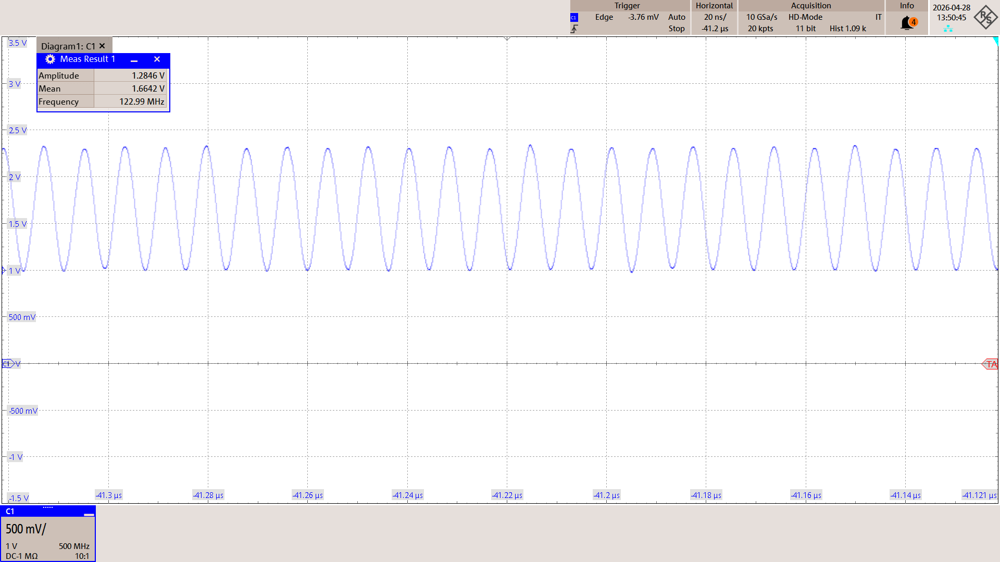 Trigger
C1 Edge -3.76 mV Auto
Stop
Horizontal
20 ns/
-41.2 µs
Acquisition
10 GSa/s HD-Mode IT
20 kpts 11 bit Hist 1.09 k
Info
4
2026-04-28
13:50:45
R S
Diagram1: C1 ×
Meas Result 1
Amplitude 1.2846 V
Mean 1.6642 V
Frequency 122.99 MHz
3.5 V
3 V
2.5 V
2 V
1.5 V
1 V
500 mV
C1 V
TA
-500 mV
-1 V
-1.5 V
-41.3 µs -41.28 µs -41.26 µs -41.24 µs -41.22 µs -41.2 µs -41.18 µs -41.16 µs -41.14 µs -41.121 µs
C1
500 mV/
1 V 500 MHz
DC-1 MΩ 10:1